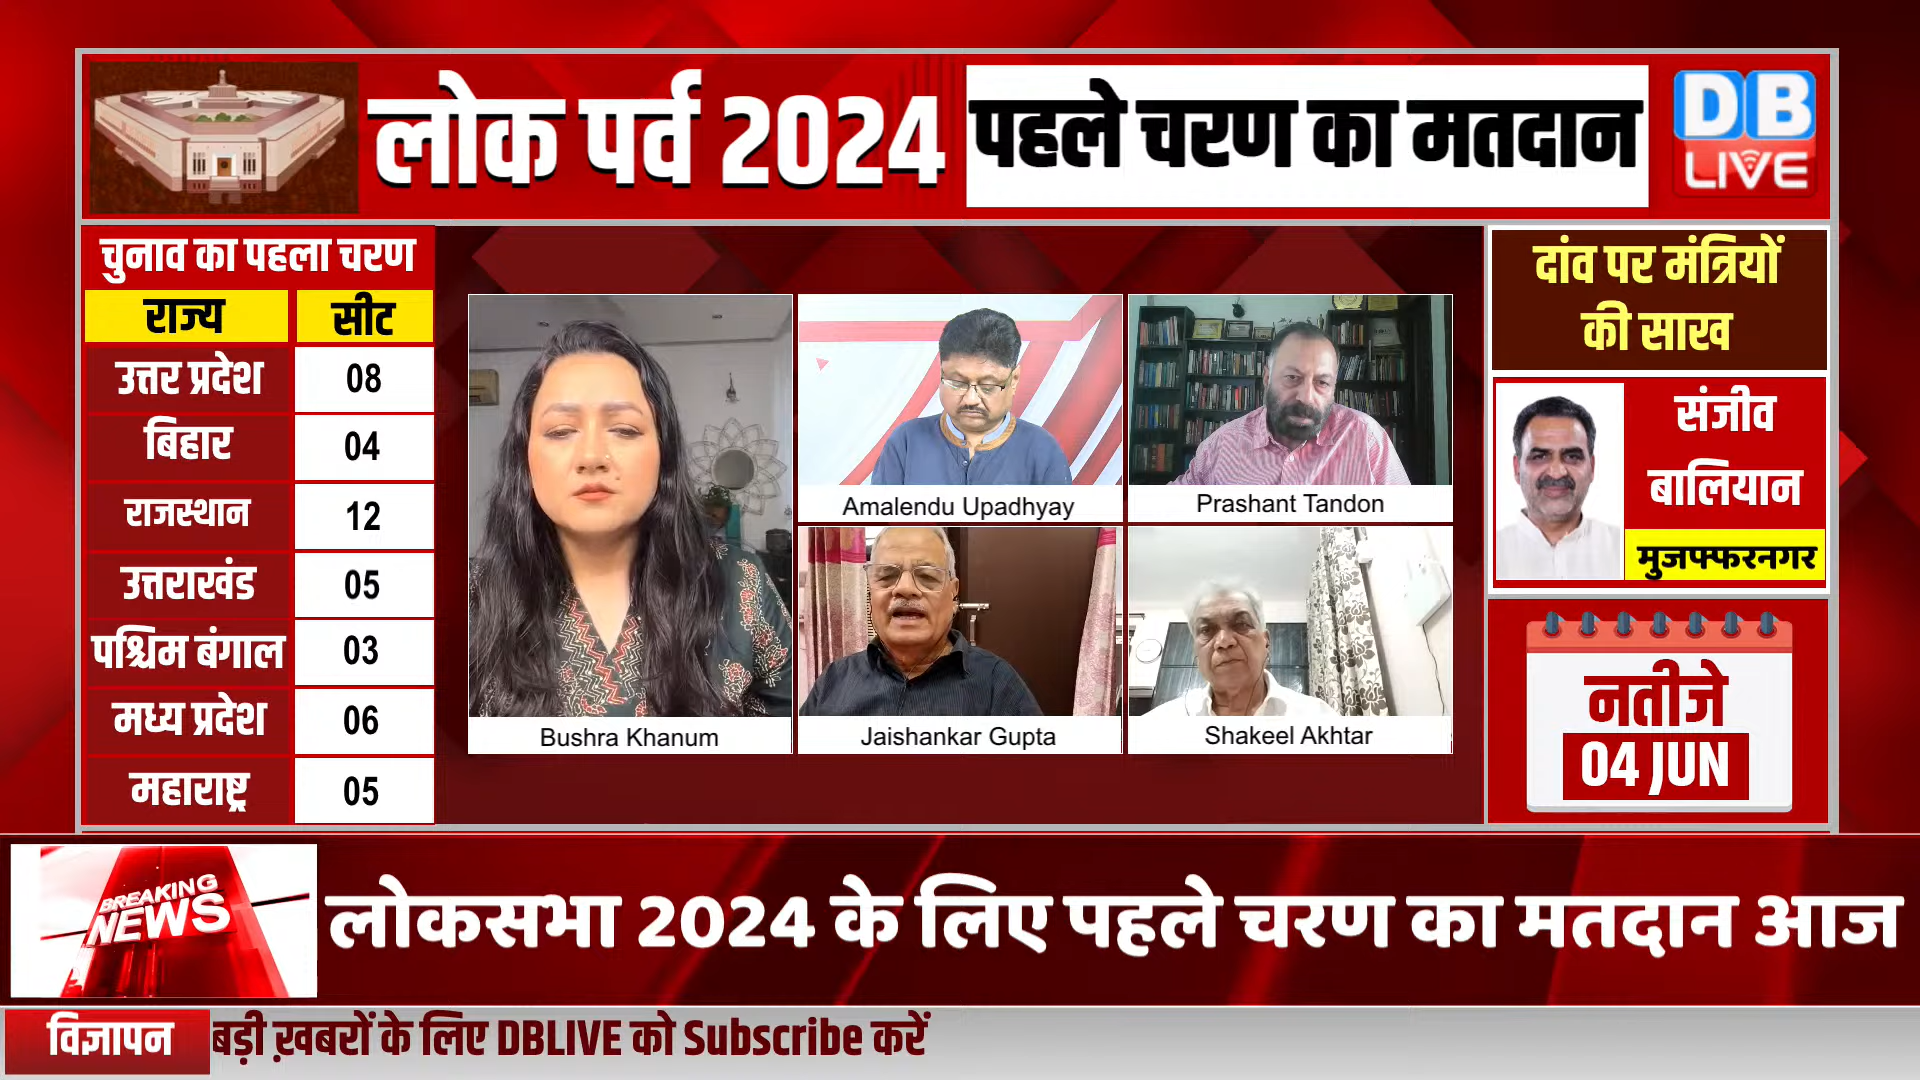 लोक पर्व 2024
पहले चरण का मतदान
DB
LIVE
चुनाव का पहला चरण
राज्य सीट
उत्तर प्रदेश 08
बिहार 04
राजस्थान 12
उत्तराखंड 05
पश्चिम बंगाल 03
मध्य प्रदेश 06
महाराष्ट्र 05
Amalendu Upadhyay
Prashant Tandon
Bushra Khanum
Jaishankar Gupta
Shakeel Akhtar
दांव पर मंत्रियों
की साख
संजीव
बालियान
मुजफ्फरनगर
नतीजे
04 JUN
BREAKING
NEWS
लोकसभा 2024 के लिए पहले चरण का मतदान आज
विज्ञापन
बड़ी ख़बरों के लिए DBLIVE को Subscribe करें